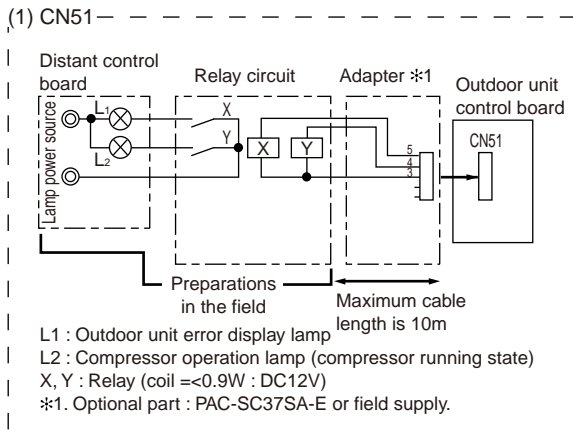 (1) CN51
Distant control
board
Relay circuit
Adapter ✻1
Outdoor unit
control board
Lamp power source
L1
L2
X
Y
X
Y
5
4
3
CN51
Preparations
in the field
Maximum cable
length is 10m
L1 : Outdoor unit error display lamp
L2 : Compressor operation lamp (compressor running state)
X, Y : Relay (coil =<0.9W : DC12V)
✻1. Optional part : PAC-SC37SA-E or field supply.